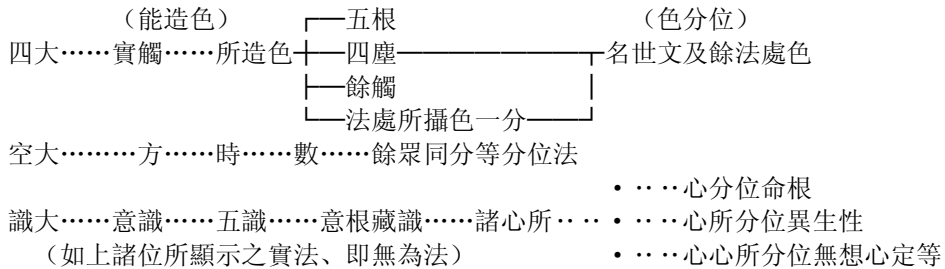 （能造色） ┌—五根 （色分位）
四大……實觸……所造色┼—四塵————————┬名世文及餘法處色
├—餘觸 │
└—法處所攝色一分———┘
空大………方……時……數……餘眾同分等分位法
• ‥‥心分位命根
識大……意識……五識……意根藏識……諸心所‥‥• ‥‥心所分位異生性
（如上諸位所顯示之實法、即無為法） • ‥‥心心所分位無想心定等